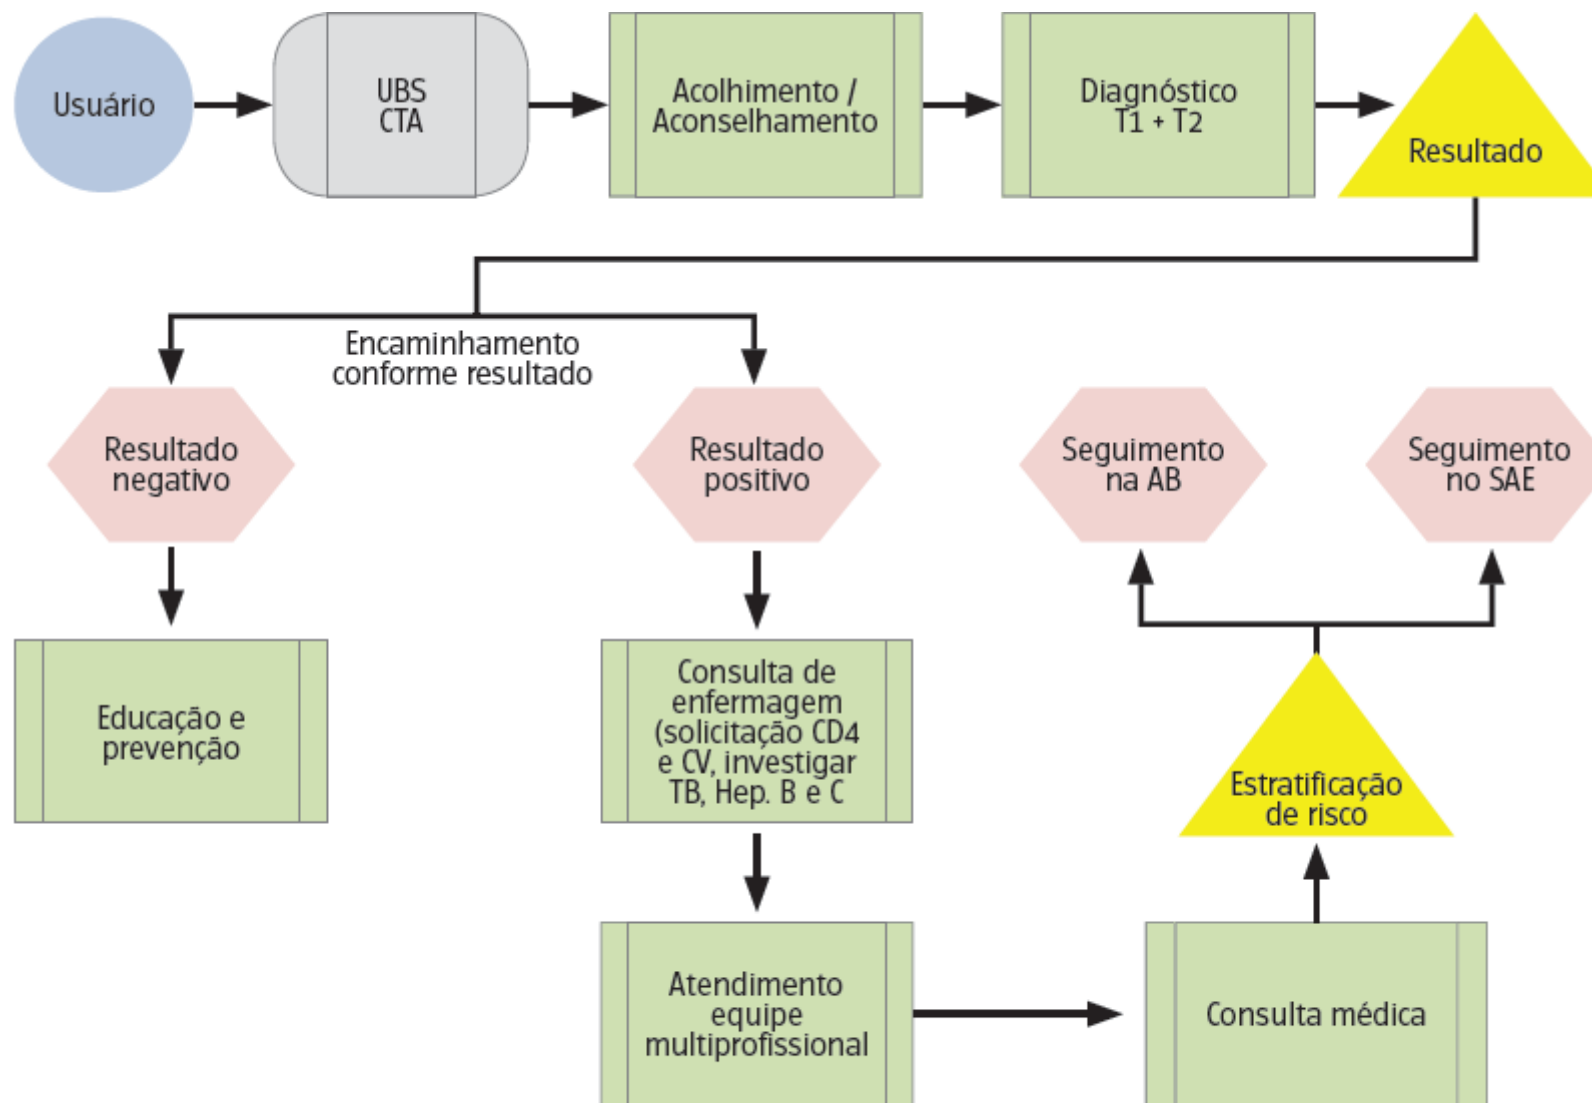 Usuário
UBS
CTA
Acolhimento /
Aconselhamento
Diagnóstico
T1 + T2
Resultado
Encaminhamento
conforme resultado
Resultado
negativo
Resultado
positivo
Seguimento
na AB
Seguimento
no SAE
Educação e
prevenção
Consulta de
enfermagem
(solicitação CD4
e CV, investigar
TB, Hep. B e C
Estratificação
de risco
Atendimento
equipe
multiprofissional
Consulta médica